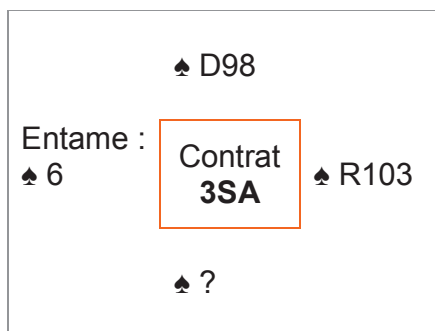 ♠ D98
Entame :
♠ 6
Contrat
3SA
♠ R103
♠ ?